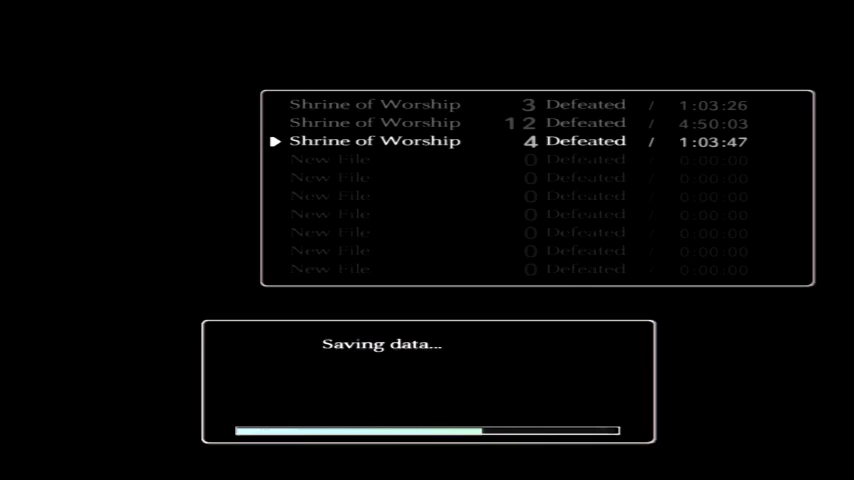 Shrine of Worship 3 Defeated / 1:03:26
Shrine of Worship 12 Defeated / 4:50:03
Shrine of Worship 4 Defeated / 1:03:47
New File 0 Defeated / 0:00:00
New File 0 Defeated / 0:00:00
New File 0 Defeated / 0:00:00
New File 0 Defeated / 0:00:00
New File 0 Defeated / 0:00:00
New File 0 Defeated / 0:00:00
New File 0 Defeated / 0:00:00
Saving data...